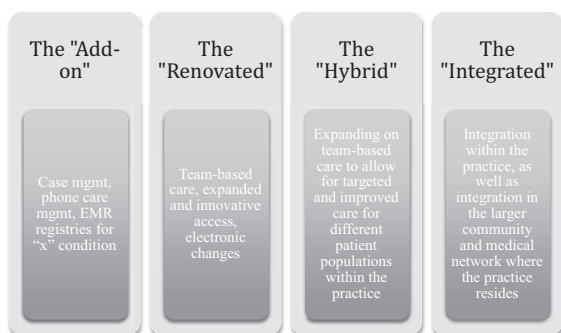 The "Add-
on"
Case mgmt,
phone care
mgmt, EMR
registries for
“x” condition
The
"Renovated"
Team-based
care, expanded
and innovative
access,
electronic
changes
The
"Hybrid"
Expanding on
team-based
care to allow
for targeted
and improved
care for
different
patient
populations
within the
practice
The
"Integrated"
Integration
within the
practice, as
well as
integration in
the larger
community
and medical
network where
the practice
resides